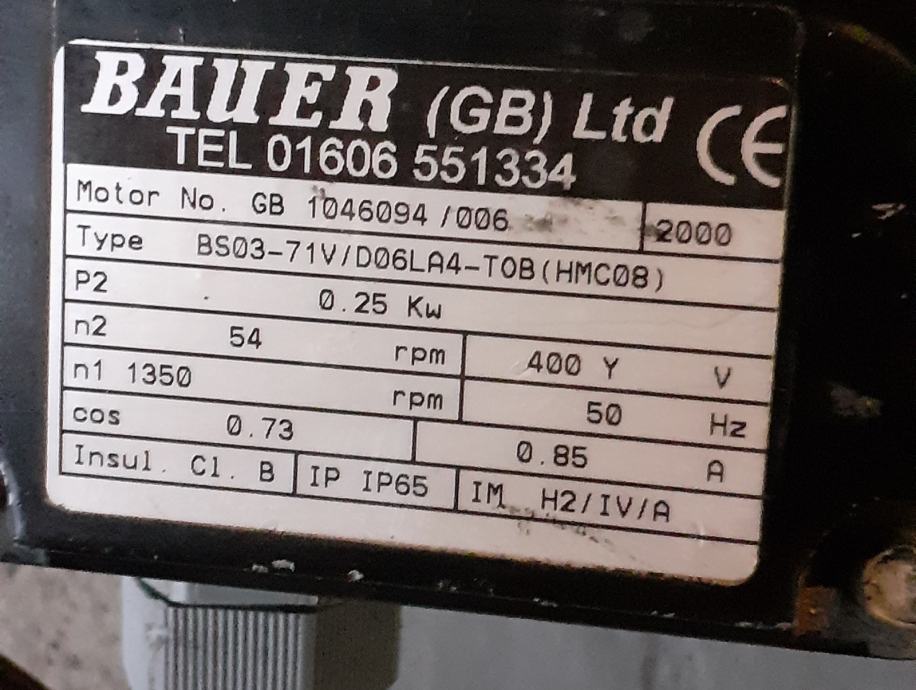 BAUER (GB) Ltd CE
TEL 01606 551334
Motor No. GB 1046094 /006 2000
Type BS03-71V/D06LA4-TOB(HMC08)
P2 0.25 Kw
n2 54 rpm 400 Y V
n1 1350 rpm 50 Hz
cos 0.73 0.85 A
Insul. Cl. B IP IP65 IM H2/IV/A